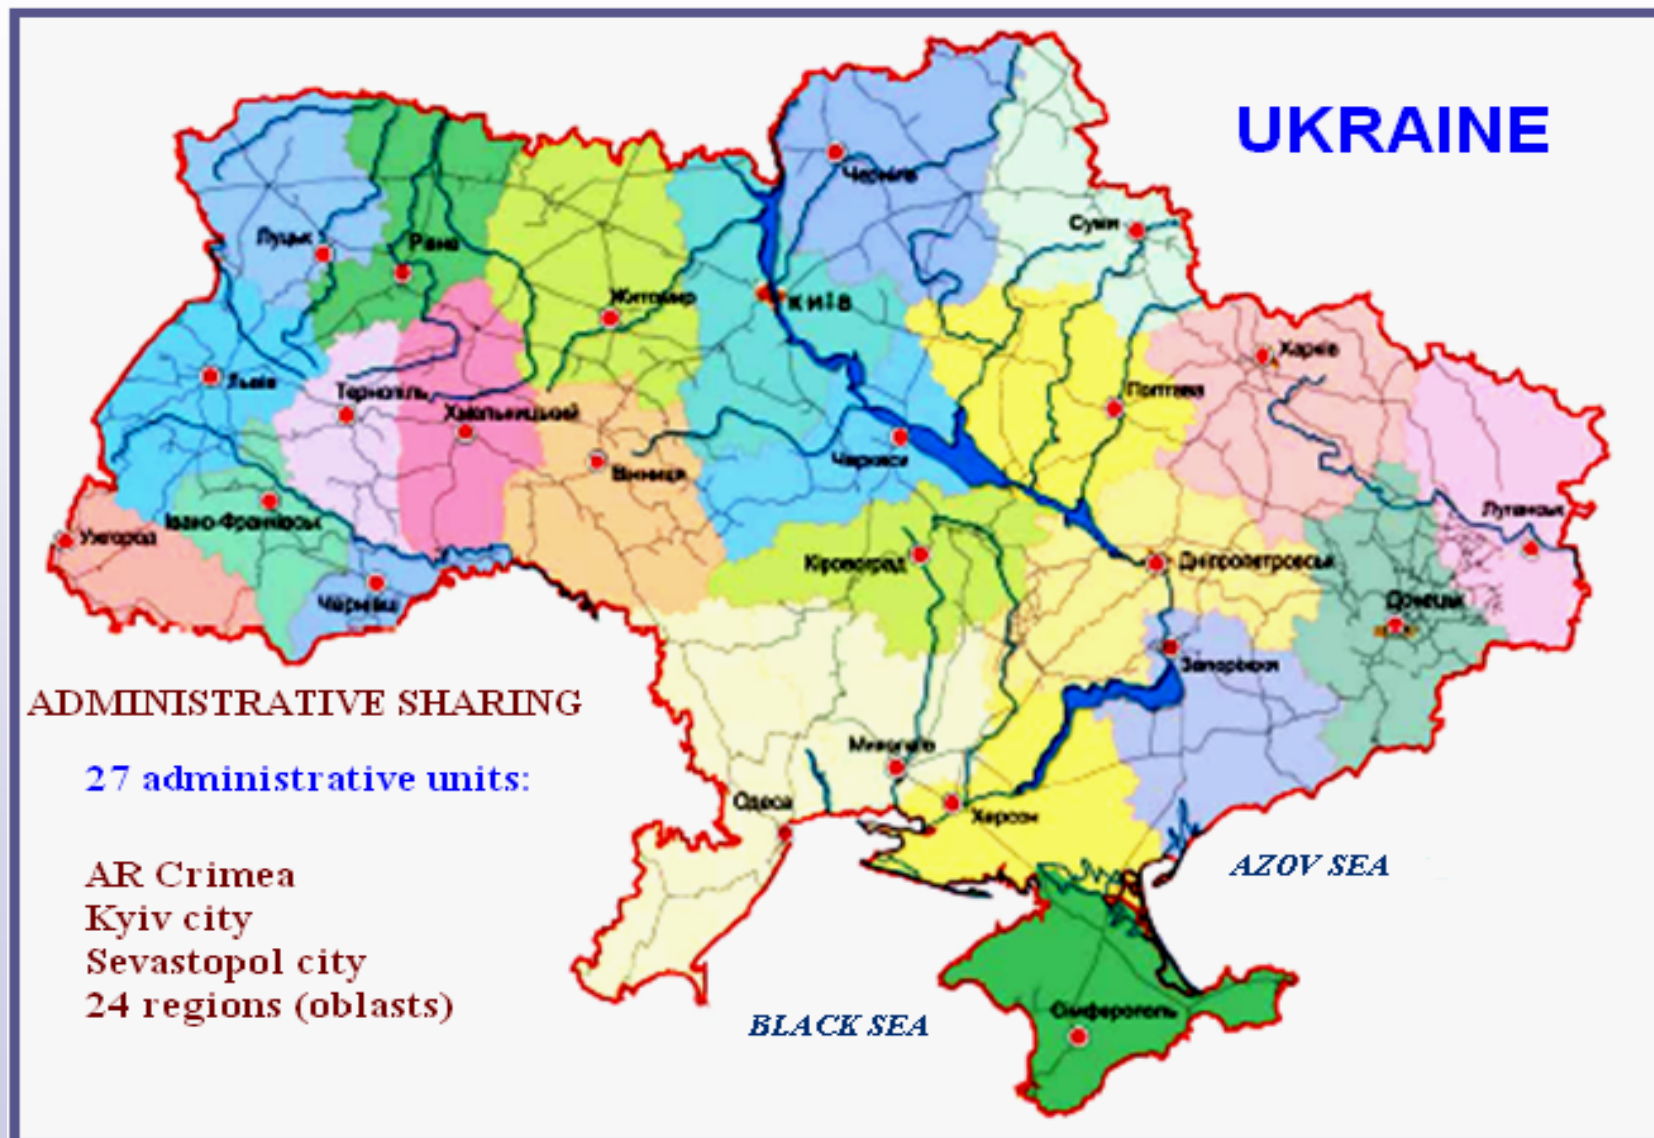 UKRAINE
Чернігів
Суми
Луцьк
Рівне
Житомир
КИЇВ
Харків
Львів
Тернопіль
Хмельницький
Полтава
Вінниця
Черкаси
Луганськ
Івано-Франківськ
Ужгород
Кіровоград
Дніпропетровськ
Чернівці
Донецьк
Запоріжжя
ADMINISTRATIVE SHARING
Миколаїв
27 administrative units:
Одеса
Херсон
AZOV SEA
AR Crimea
Kyiv city
Sevastopol city
24 regions (oblasts)
Сімферополь
BLACK SEA